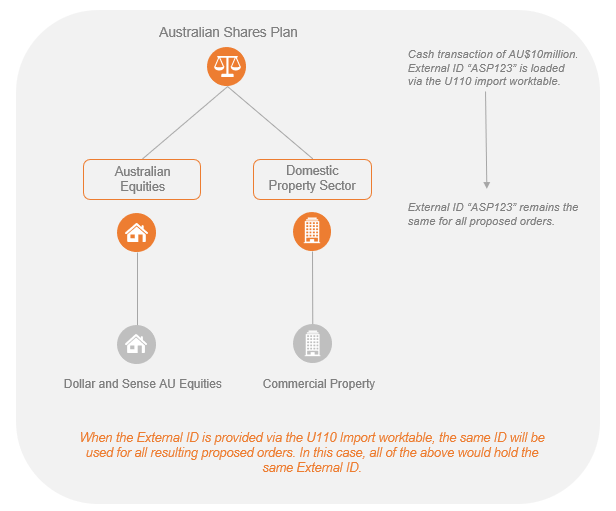 Australian Shares Plan
Cash transaction of AU$10million.
External ID “ASP123” is loaded
via the U110 import worktable.
Australian
Equities
Domestic
Property Sector
External ID “ASP123” remains the
same for all proposed orders.
Dollar and Sense AU Equities
Commercial Property
When the External ID is provided via the U110 Import worktable, the same ID will be
used for all resulting proposed orders. In this case, all of the above would hold the
same External ID.